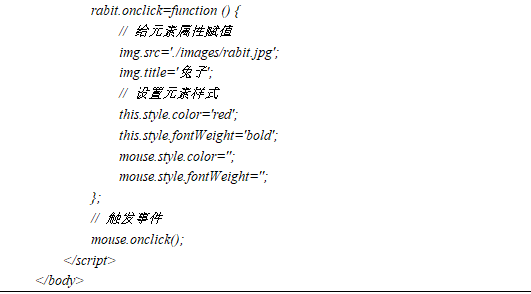 rabit.onclick=function () {
// 给元素属性赋值
img.src='./images/rabit.jpg';
img.title='兔子';
// 设置元素样式
this.style.color='red';
this.style.fontWeight='bold';
mouse.style.color='';
mouse.style.fontWeight='';
};
// 触发事件
mouse.onclick();
</script>
</body>